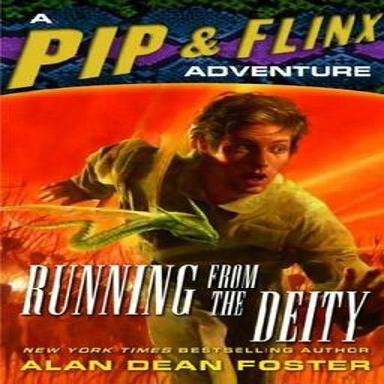 A
PIP & FLINX
ADVENTURE
RUNNING FROM THE DEITY
NEW YORK TIMES BESTSELLING AUTHOR
ALAN DEAN FOSTER